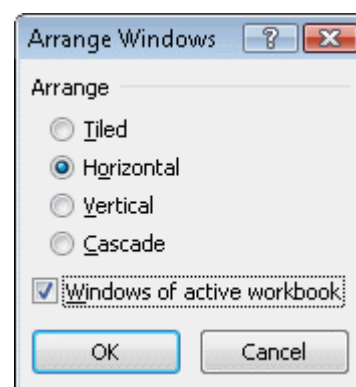 Arrange Windows ?
Arrange
Tiled
Horizontal
Vertical
Cascade
Windows of active workbook
OK Cancel